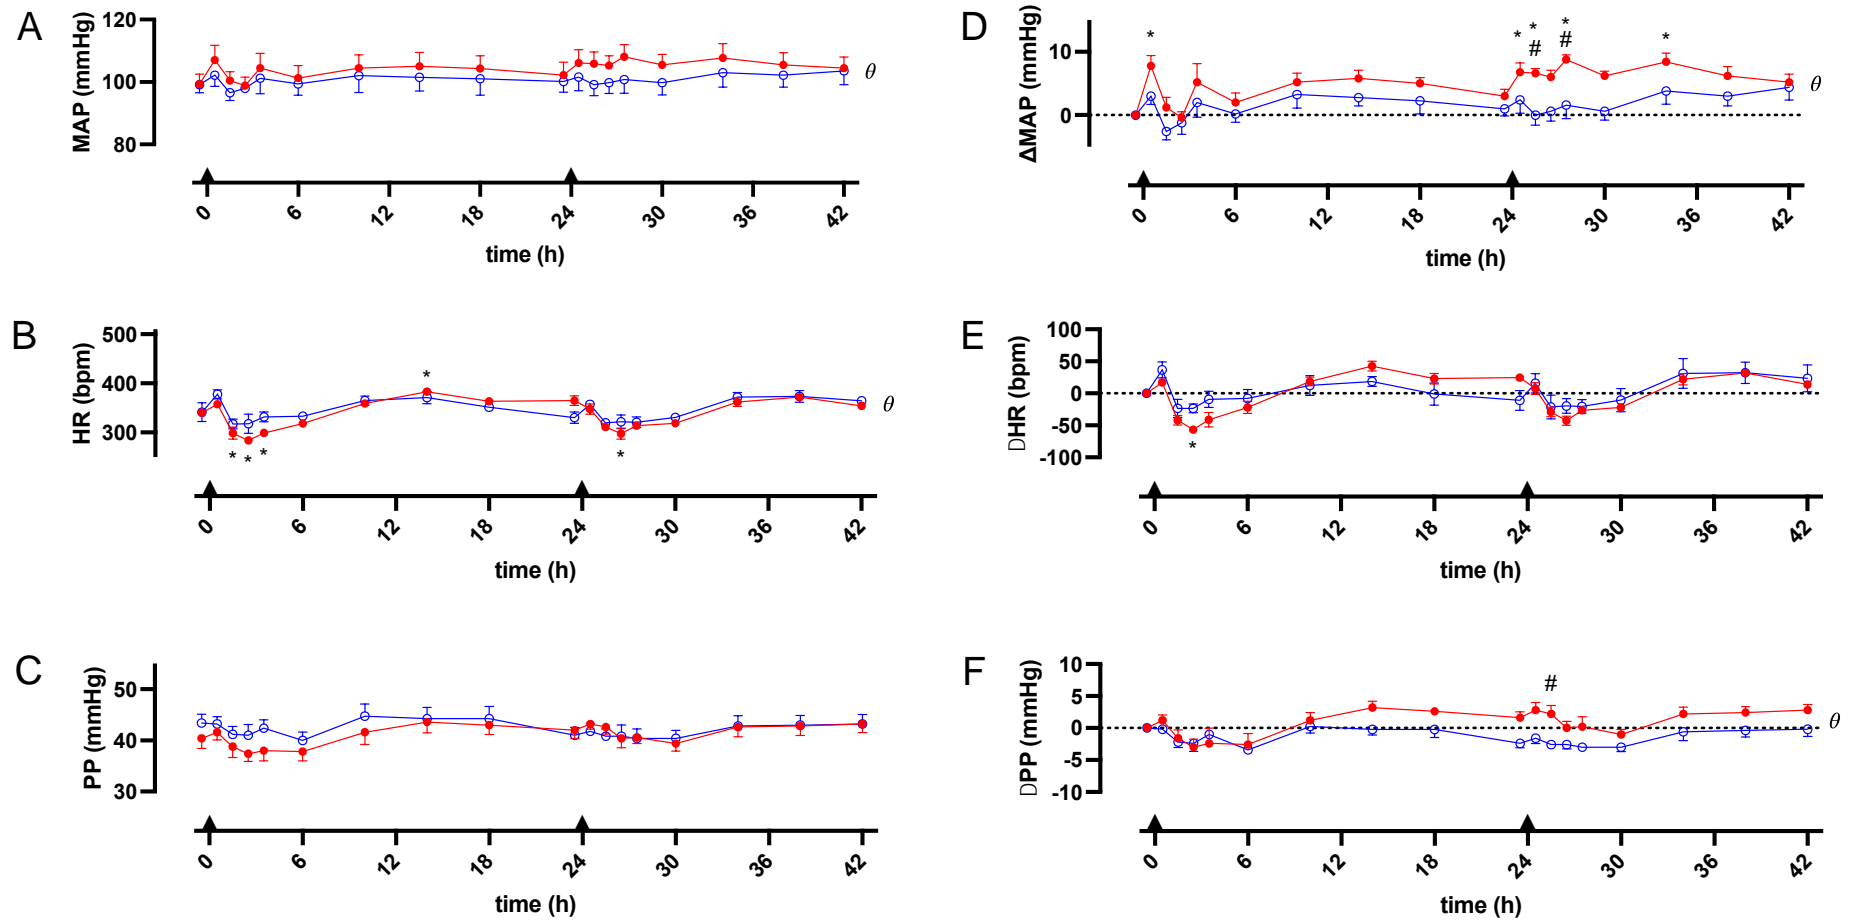 A
MAP (mmHg)
120
100
80
θ
0 6 12 18 24 30 36 42
time (h)
D
ΔMAP (mmHg)
10
0
* * # * # * *
θ
0 6 12 18 24 30 36 42
time (h)
B
HR (bpm)
500
400
300
* * * * *
θ
0 6 12 18 24 30 36 42
time (h)
E
DHR (bpm)
100
50
0
-50
-100
*
0 6 12 18 24 30 36 42
time (h)
C
PP (mmHg)
50
40
30
0 6 12 18 24 30 36 42
time (h)
F
DPP (mmHg)
10
5
0
-5
-10
#
θ
0 6 12 18 24 30 36 42
time (h)